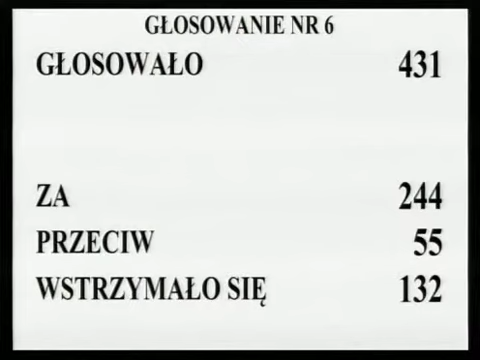 GŁOSOWANIE NR 6
GŁOSOWAŁO 431
ZA 244
PRZECIW 55
WSTRZYMAŁO SIĘ 132